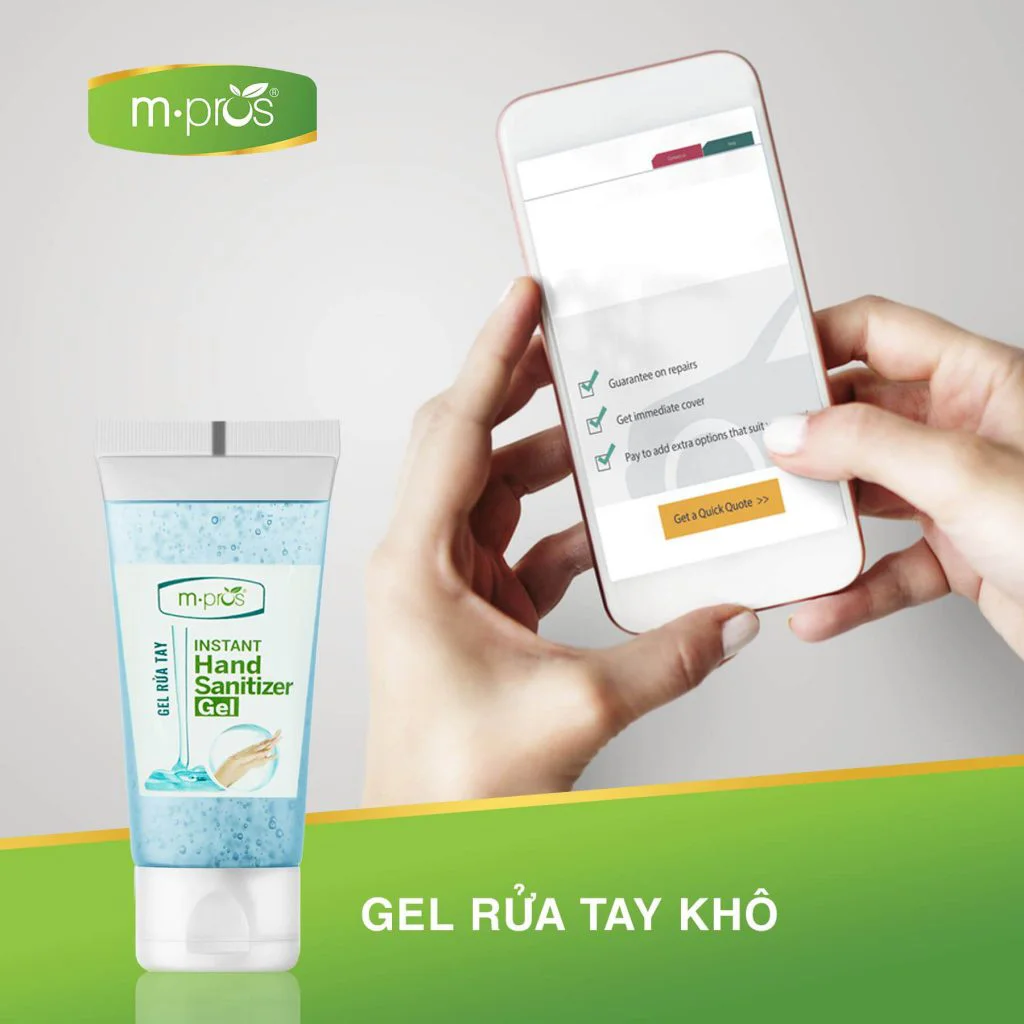 m·pros®
Guarantee on repairs
Get immediate cover
Pay to add extra options that suit
Get a Quick Quote >>
m·pros
GEL RỬA TAY
INSTANT
Hand
Sanitizer
Gel
GEL RỬA TAY KHÔ